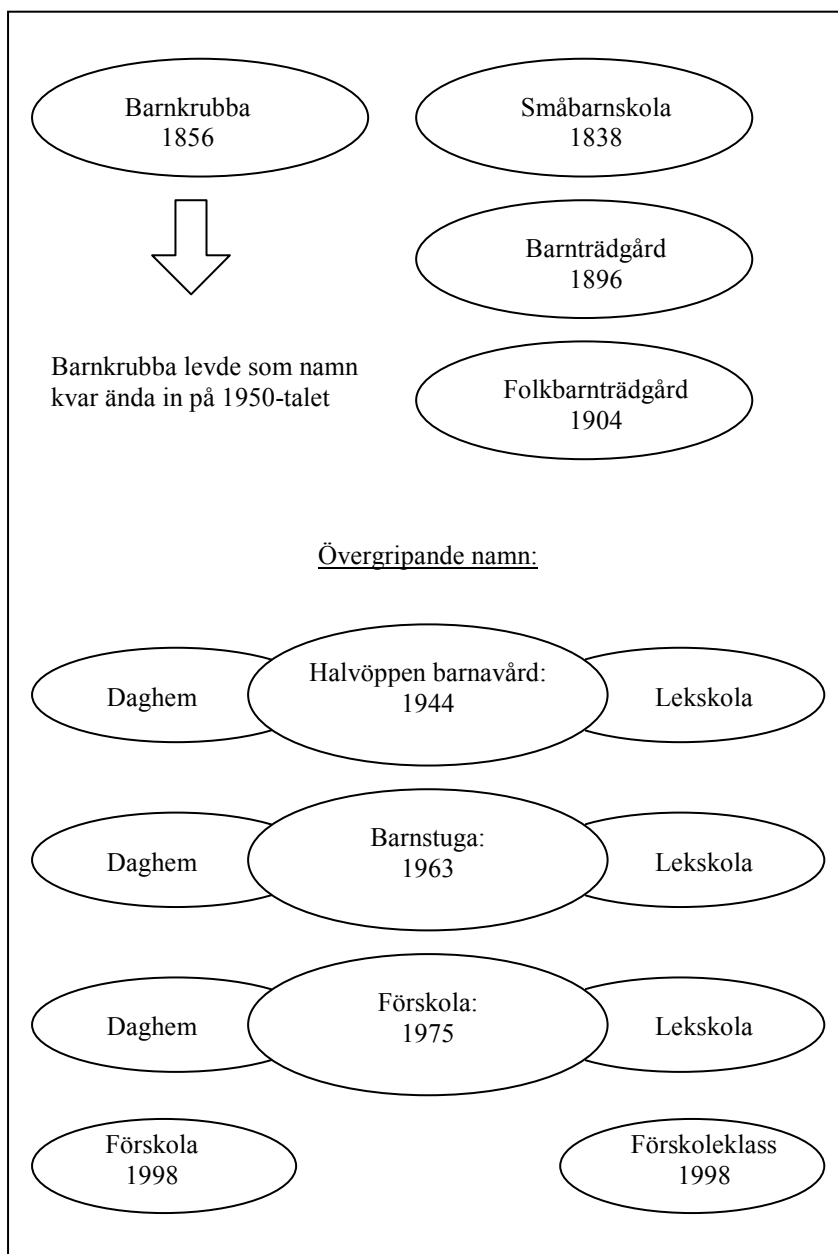 Barnkrubba
1856
Småbarnskola
1838
Barnträdgård
1896
Barnkrubba levde som namn
kvar ända in på 1950-talet
Folkbarnträdgård
1904
Övergripande namn:
Daghem
Halvöppen barnavård:
1944
Lekskola
Daghem
Barnstuga:
1963
Lekskola
Daghem
Förskola:
1975
Lekskola
Förskola
1998
Förskoleklass
1998